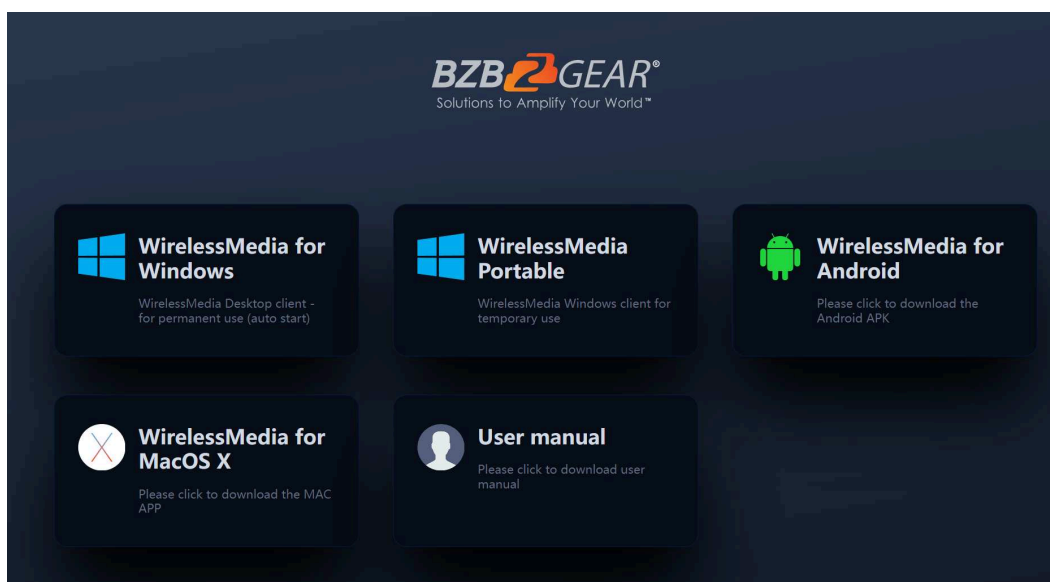 BZB GEAR®
Solutions to Amplify Your World™
WirelessMedia for
Windows
WirelessMedia Desktop client -
for permanent use (auto start)
WirelessMedia
Portable
WirelessMedia Windows client for
temporary use
WirelessMedia for
Android
Please click to download the
Android APK
WirelessMedia for
MacOS X
Please click to download the MAC
APP
User manual
Please click to download user
manual